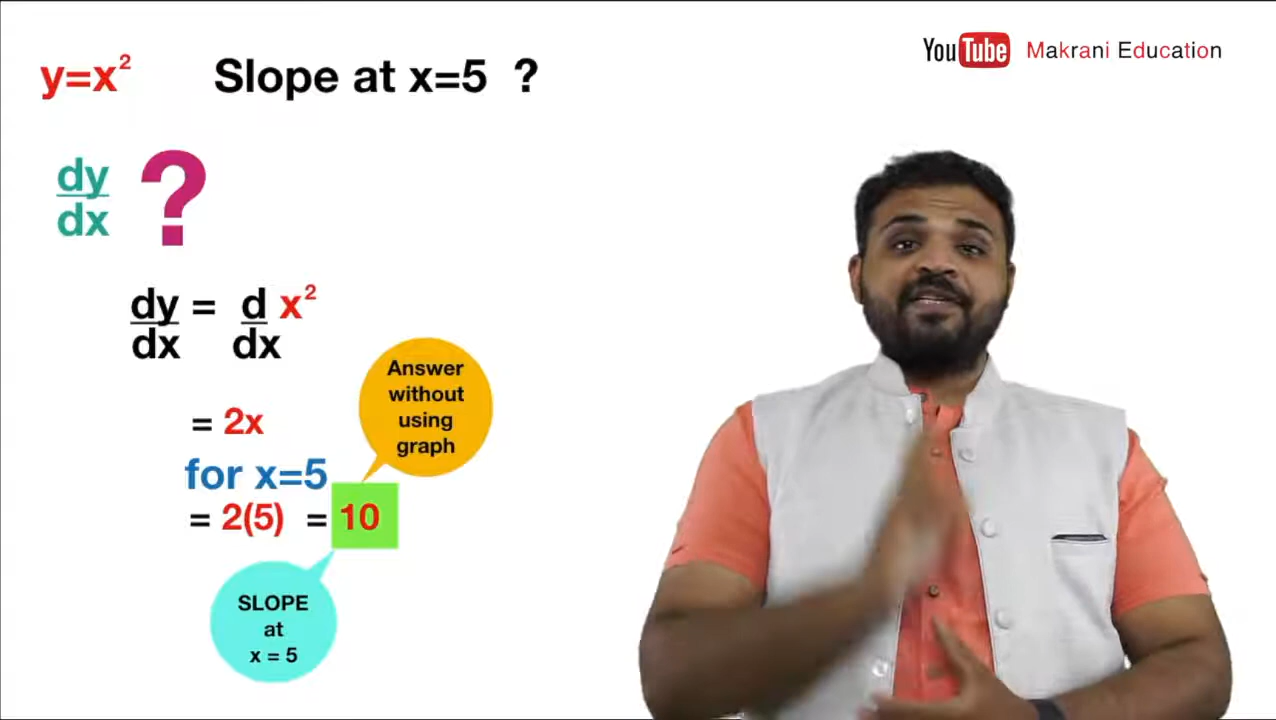 YouTube Makrani Education
y=x² Slope at x=5 ?
dy
dx
?
dy = d x²
dx dx
Answer
without
using
graph
= 2x
for x=5
= 2(5) = 10
SLOPE
at
x = 5